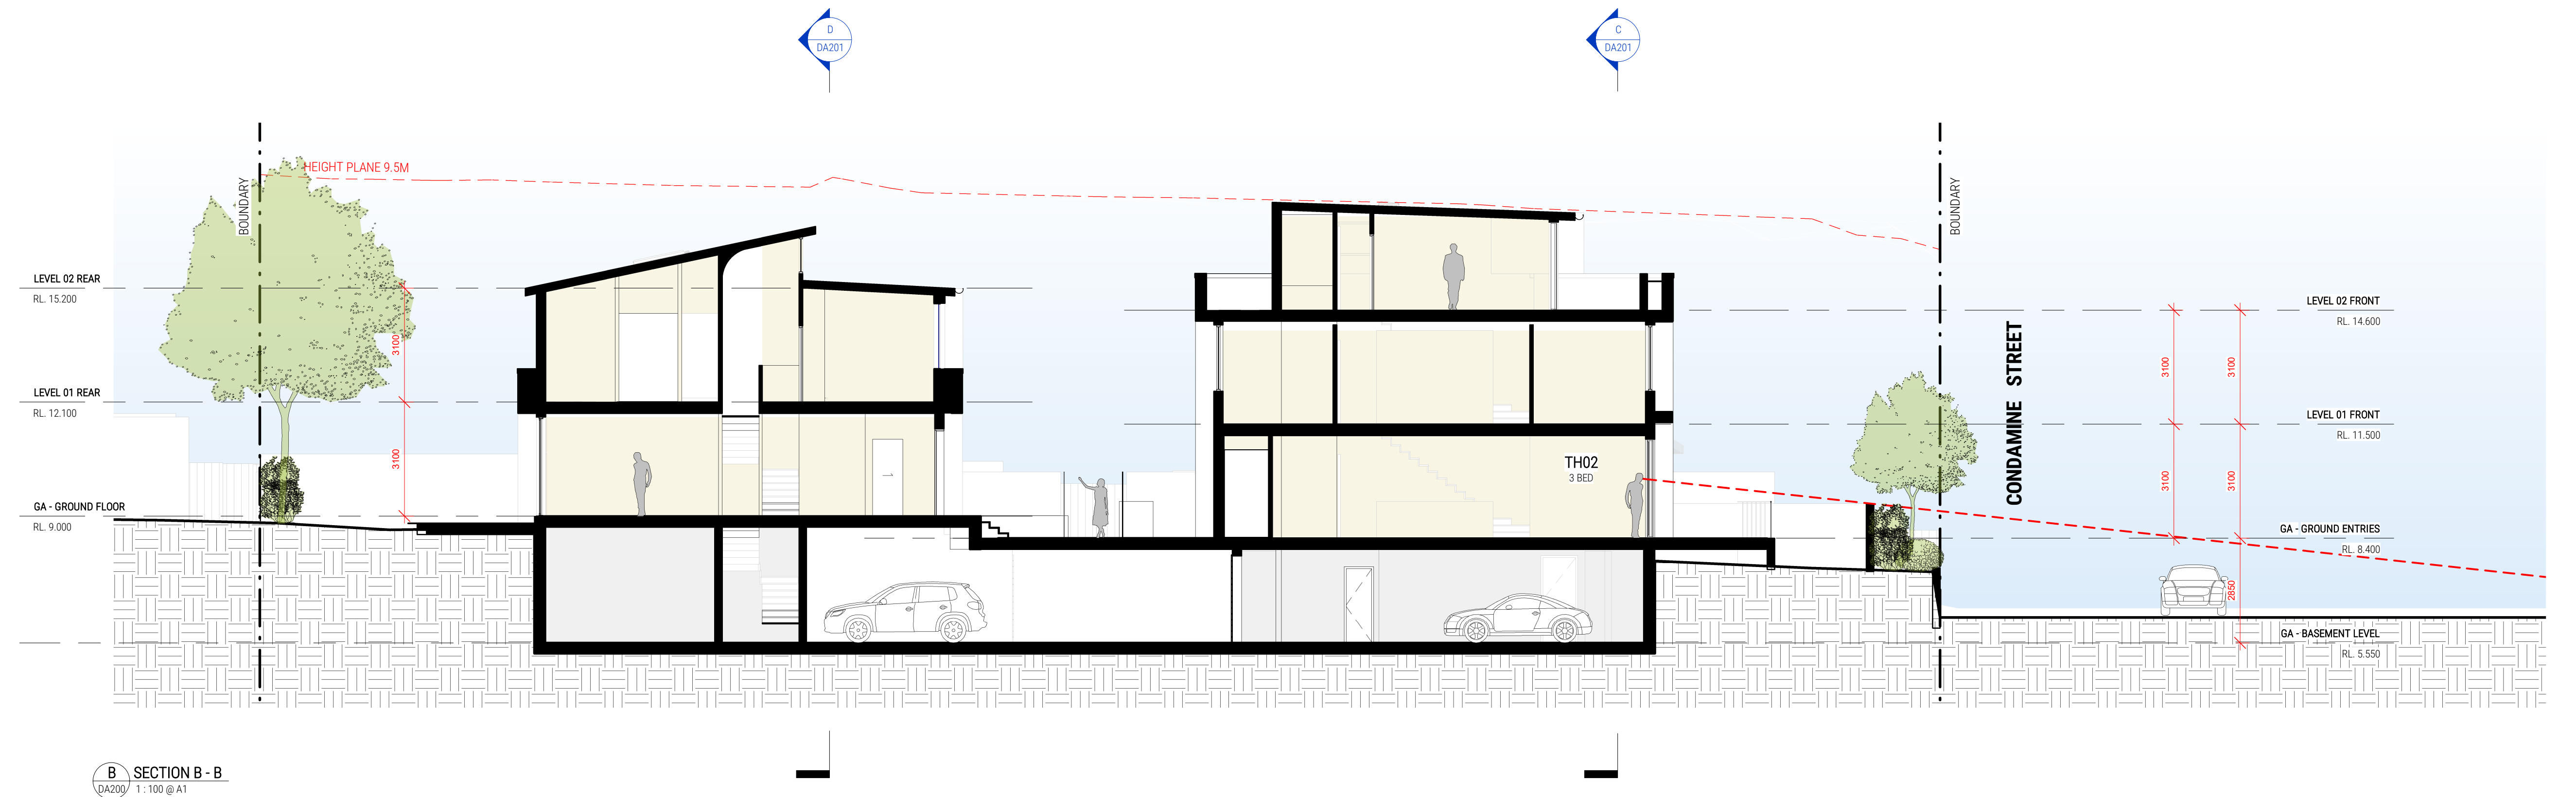 D
DA201
C
DA201
HEIGHT PLANE 9.5M
BOUNDARY
BOUNDARY
LEVEL 02 REAR
RL. 15.200
LEVEL 02 FRONT
RL. 14.600
3100
CONDAMINE STREET
3100
3100
LEVEL 01 REAR
RL. 12.100
LEVEL 01 FRONT
RL. 11.500
3100
TH02
3 BED
3100
3100
GA - GROUND FLOOR
RL. 9.000
GA - GROUND ENTRIES
RL. 8.400
2850
GA - BASEMENT LEVEL
RL. 5.550
B
DA200
SECTION B - B
1 : 100 @ A1